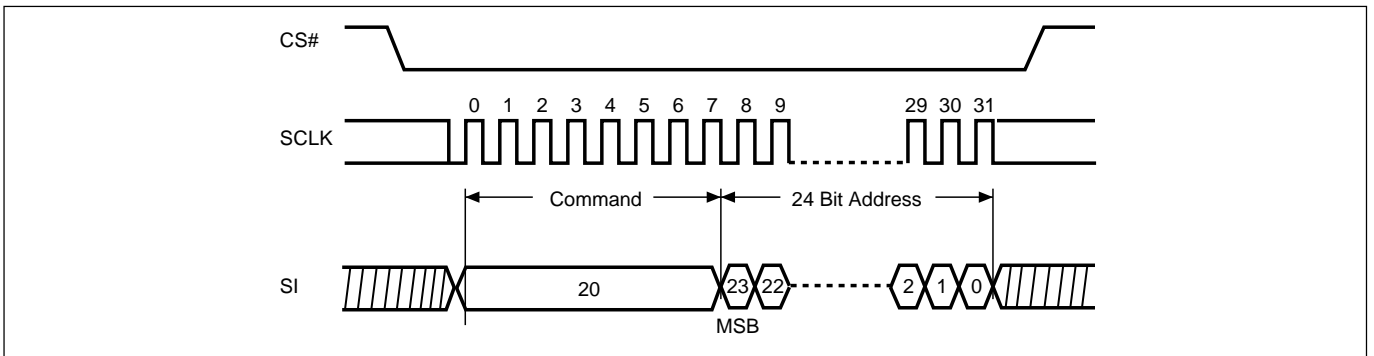 CS#
0 1 2 3 4 5 6 7 8 9 29 30 31
SCLK
Command 24 Bit Address
SI 20 23 22 2 1 0
MSB